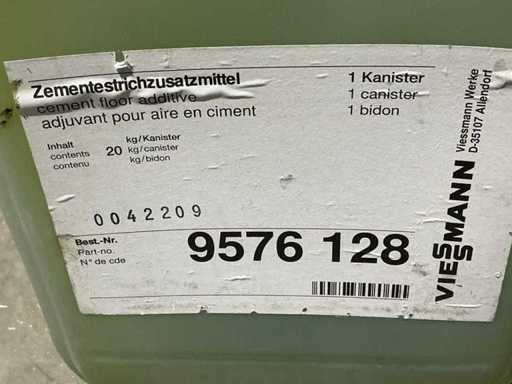 Zementestrichzusatzmittel
cement floor additive
adjuvant pour aire en ciment
1 Kanister
1 canister
1 bidon
Inhalt
contents
contenu
20
kg/Kanister
kg/canister
kg/bidon
0042209
Best.-Nr.
Part-no.
N° de cde
9576 128
VIESSMANN
Viessmann Werke
D-35107 Allendorf